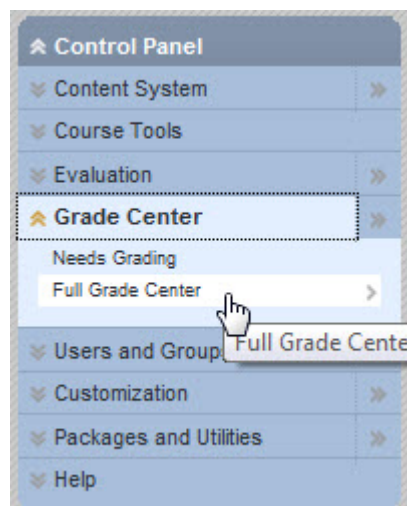 Control Panel
Content System
Course Tools
Evaluation
Grade Center
Needs Grading
Full Grade Center
Full Grade Cente
Users and Group
Customization
Packages and Utilities
Help